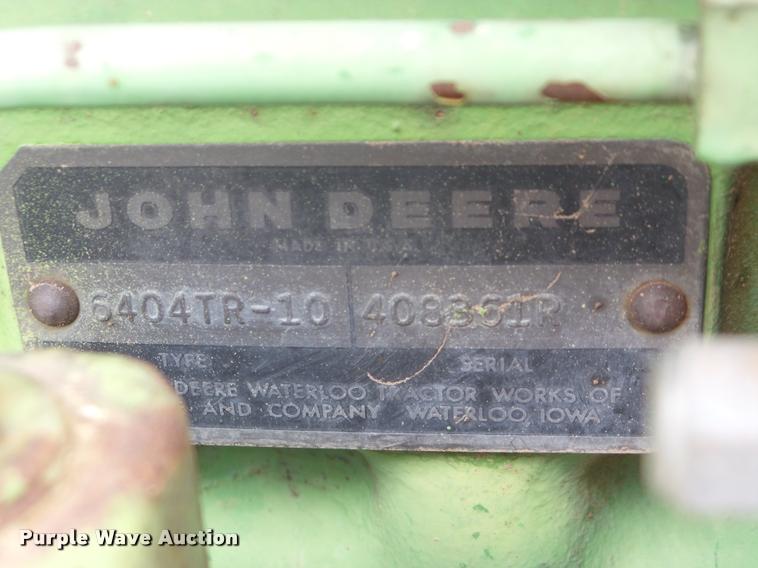 JOHN DEERE
MADE IN U.S.A.
6404TR-10 408361R
TYPE SERIAL
DEERE WATERLOO TRACTOR WORKS OF
AND COMPANY WATERLOO IOWA
Purple Wave Auction